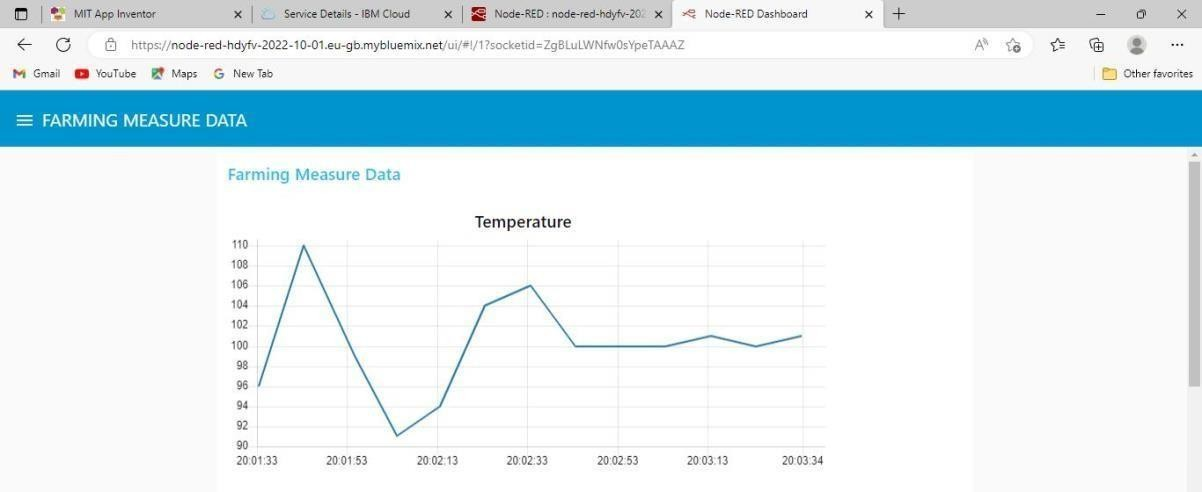 MIT App Inventor
Service Details - IBM Cloud
Node-RED : node-red-hdyfv-202
Node-RED Dashboard
https://node-red-hdyfv-2022-10-01.eu-gb.mybluemix.net/ui/#!/1?socketid=ZgBLuLWNfw0sYpeTAAAZ
Gmail
YouTube
Maps
New Tab
Other favorites
FARMING MEASURE DATA
Farming Measure Data
Temperature
110
108
106
104
102
100
98
96
94
92
90
20:01:33 20:01:53 20:02:13 20:02:33 20:02:53 20:03:13 20:03:34